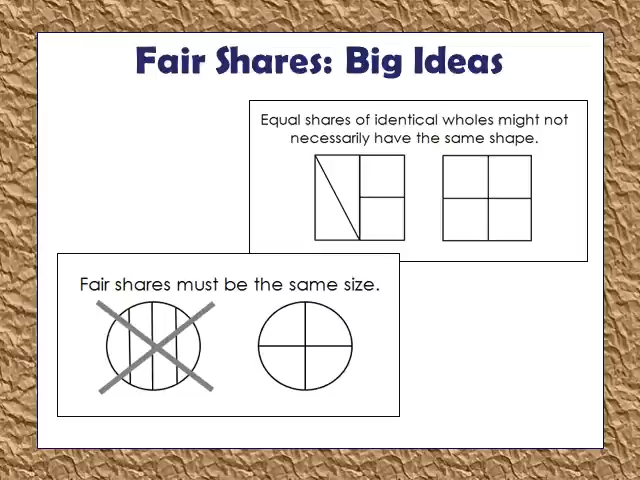 Fair Shares: Big Ideas
Equal shares of identical wholes might not
necessarily have the same shape.
Fair shares must be the same size.